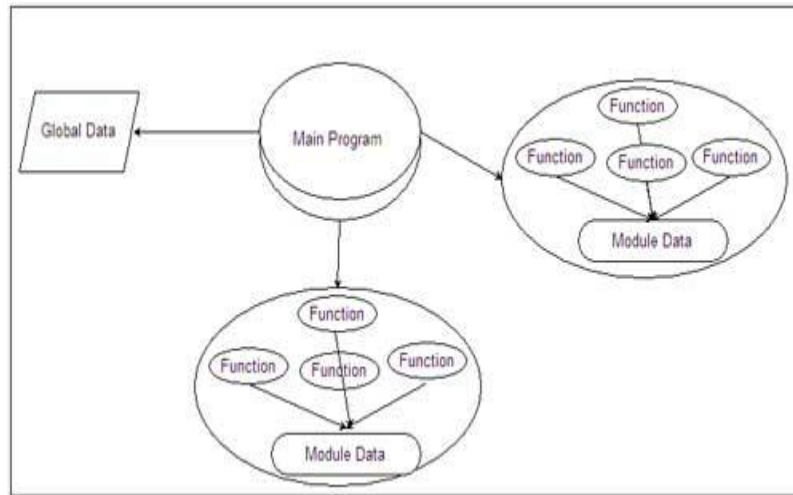 Global Data
Main Program
Function
Function
Function
Function
Module Data
Function
Function
Function
Function
Module Data